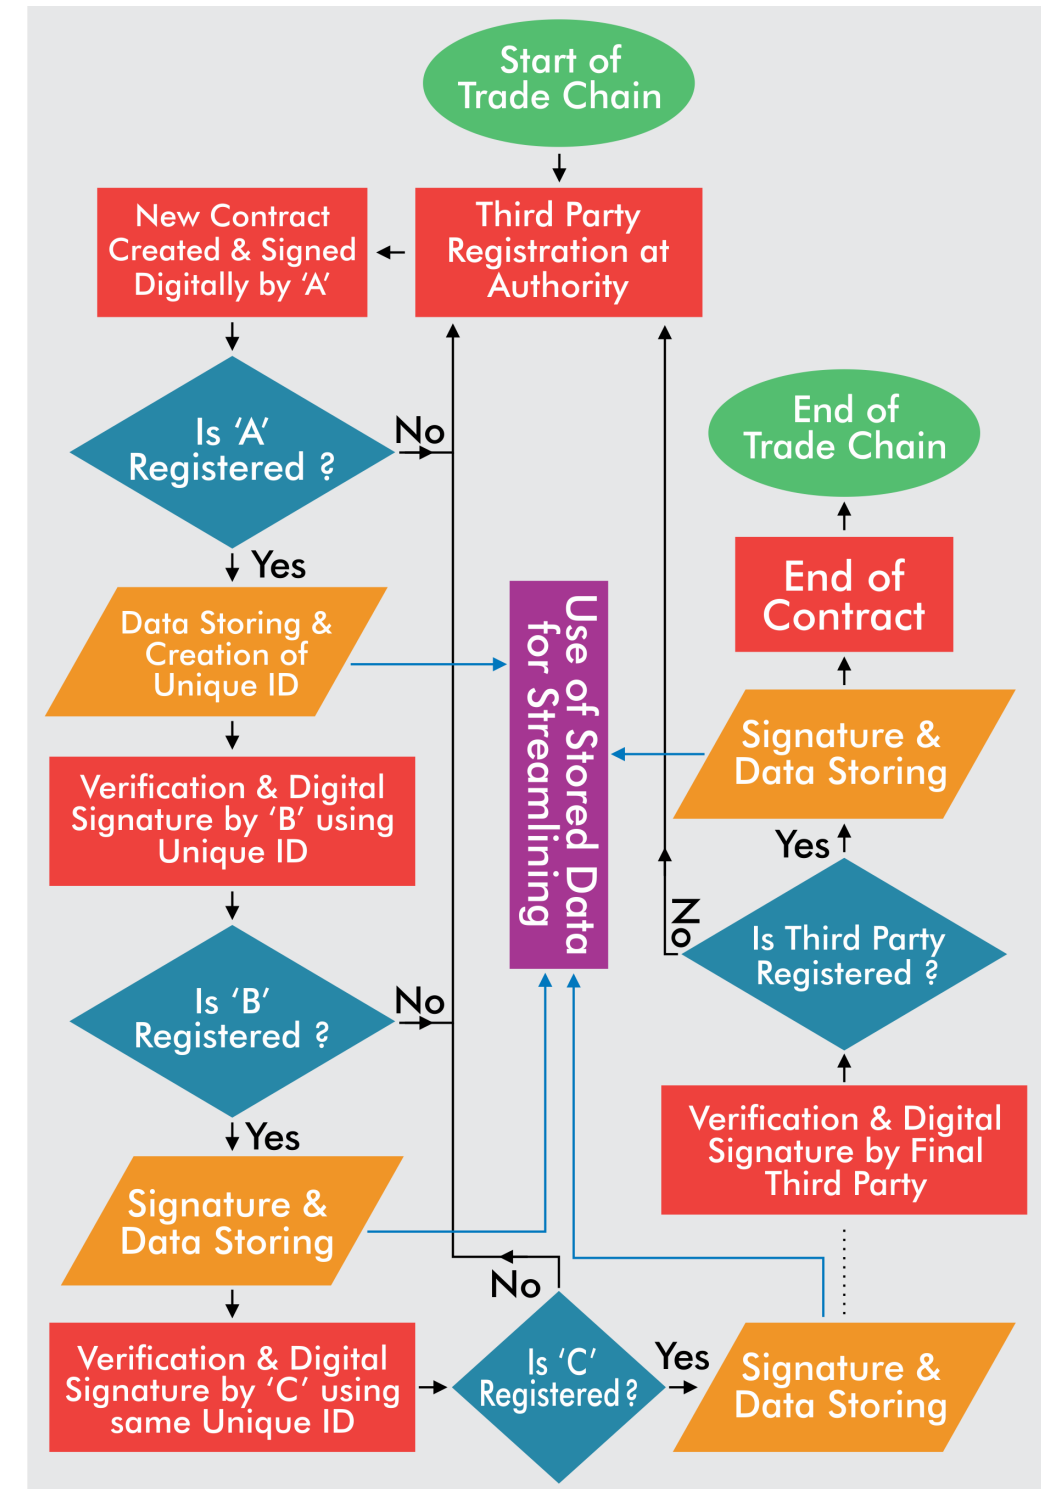 Start of
Trade Chain
Third Party
Registration at
Authority
New Contract
Created & Signed
Digitally by ‘A’
Is ‘A’
Registered ?
No
Yes
Data Storing &
Creation of
Unique ID
Verification & Digital
Signature by ‘B’ using
Unique ID
Is ‘B’
Registered ?
No
Yes
Signature &
Data Storing
Verification & Digital
Signature by ‘C’ using
same Unique ID
Is ‘C’
Registered ?
No
Yes
Signature &
Data Storing
Verification & Digital
Signature by Final
Third Party
Is Third Party
Registered ?
No
Yes
Signature &
Data Storing
End of
Contract
End of
Trade Chain
Use of Stored Data
for Streamlining